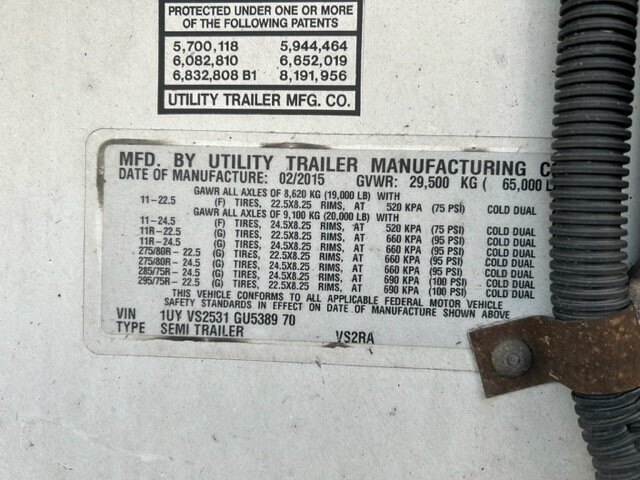 PROTECTED UNDER ONE OR MORE
OF THE FOLLOWING PATENTS
5,700,118 5,944,464
6,082,810 6,652,019
6,832,808 B1 8,191,956
UTILITY TRAILER MFG. CO.
MFD. BY UTILITY TRAILER MANUFACTURING C
DATE OF MANUFACTURE: 02/2015 GVWR: 29,500 KG ( 65,000 L
GAWR ALL AXLES OF 8,620 KG (19,000 LB) WITH
11-22.5 (F) TIRES, 22.5X8.25 RIMS, AT 520 KPA (75 PSI) COLD DUAL
GAWR ALL AXLES OF 9,100 KG (20,000 LB) WITH
11-24.5 (F) TIRES, 24.5X8.25 RIMS, AT 520 KPA (75 PSI) COLD DUAL
11R-22.5 (G) TIRES, 22.5X8.25 RIMS, AT 660 KPA (95 PSI) COLD DUAL
11R-24.5 (G) TIRES, 24.5X8.25 RIMS, AT 660 KPA (95 PSI) COLD DUAL
275/80R-22.5 (G) TIRES, 22.5X8.25 RIMS, AT 660 KPA (95 PSI) COLD DUAL
275/80R-24.5 (G) TIRES, 24.5X8.25 RIMS, AT 660 KPA (95 PSI) COLD DUAL
285/75R-24.5 (G) TIRES, 24.5X8.25 RIMS, AT 690 KPA (100 PSI) COLD DUAL
295/75R-22.5 (G) TIRES, 22.5X8.25 RIMS, AT 690 KPA (100 PSI) COLD DUAL
THIS VEHICLE CONFORMS TO ALL APPLICABLE FEDERAL MOTOR VEHICLE
SAFETY STANDARDS IN EFFECT ON DATE OF MANUFACTURE SHOWN ABOVE
VIN 1UY VS2531 GU5389 70
TYPE SEMI TRAILER VS2RA